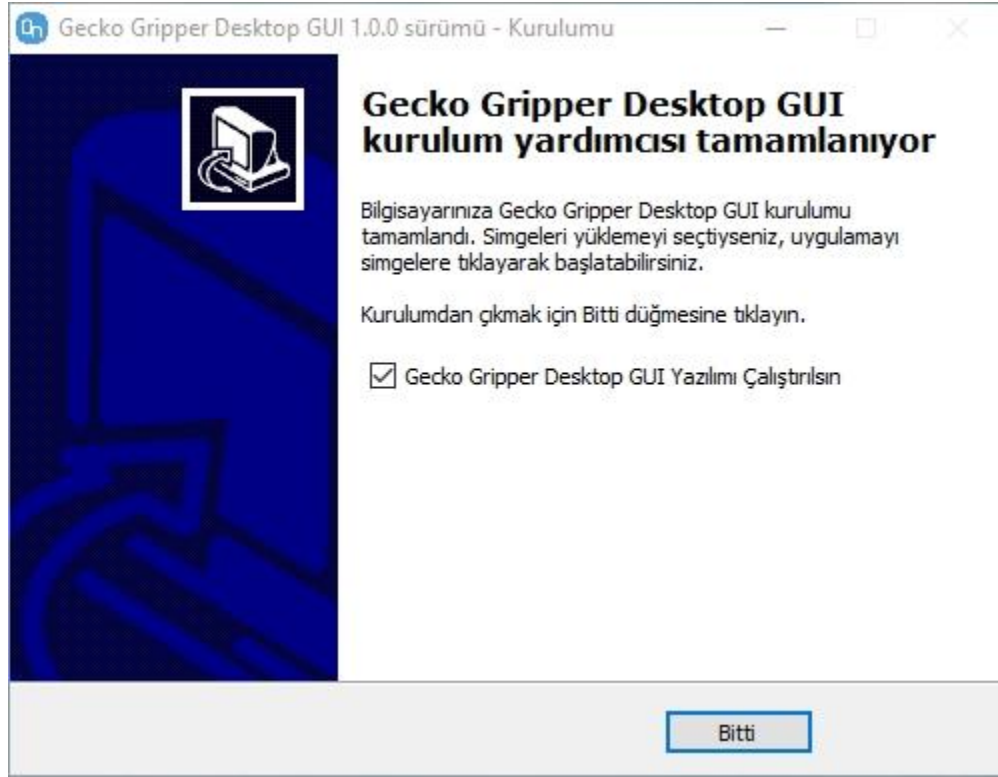 On Gecko Gripper Desktop GUI 1.0.0 sürümü - Kurulumu
Gecko Gripper Desktop GUI
kurulum yardımcısı tamamlanıyor
Bilgisayarınıza Gecko Gripper Desktop GUI kurulumu
tamamlandı. Simgeleri yüklemeyi seçtiyseniz, uygulamayı
simgelere tıklayarak başlatabilirsiniz.
Kurulumdan çıkmak için Bitti düğmesine tıklayın.
Gecko Gripper Desktop GUI Yazılımı Çalıştırılsın
Bitti